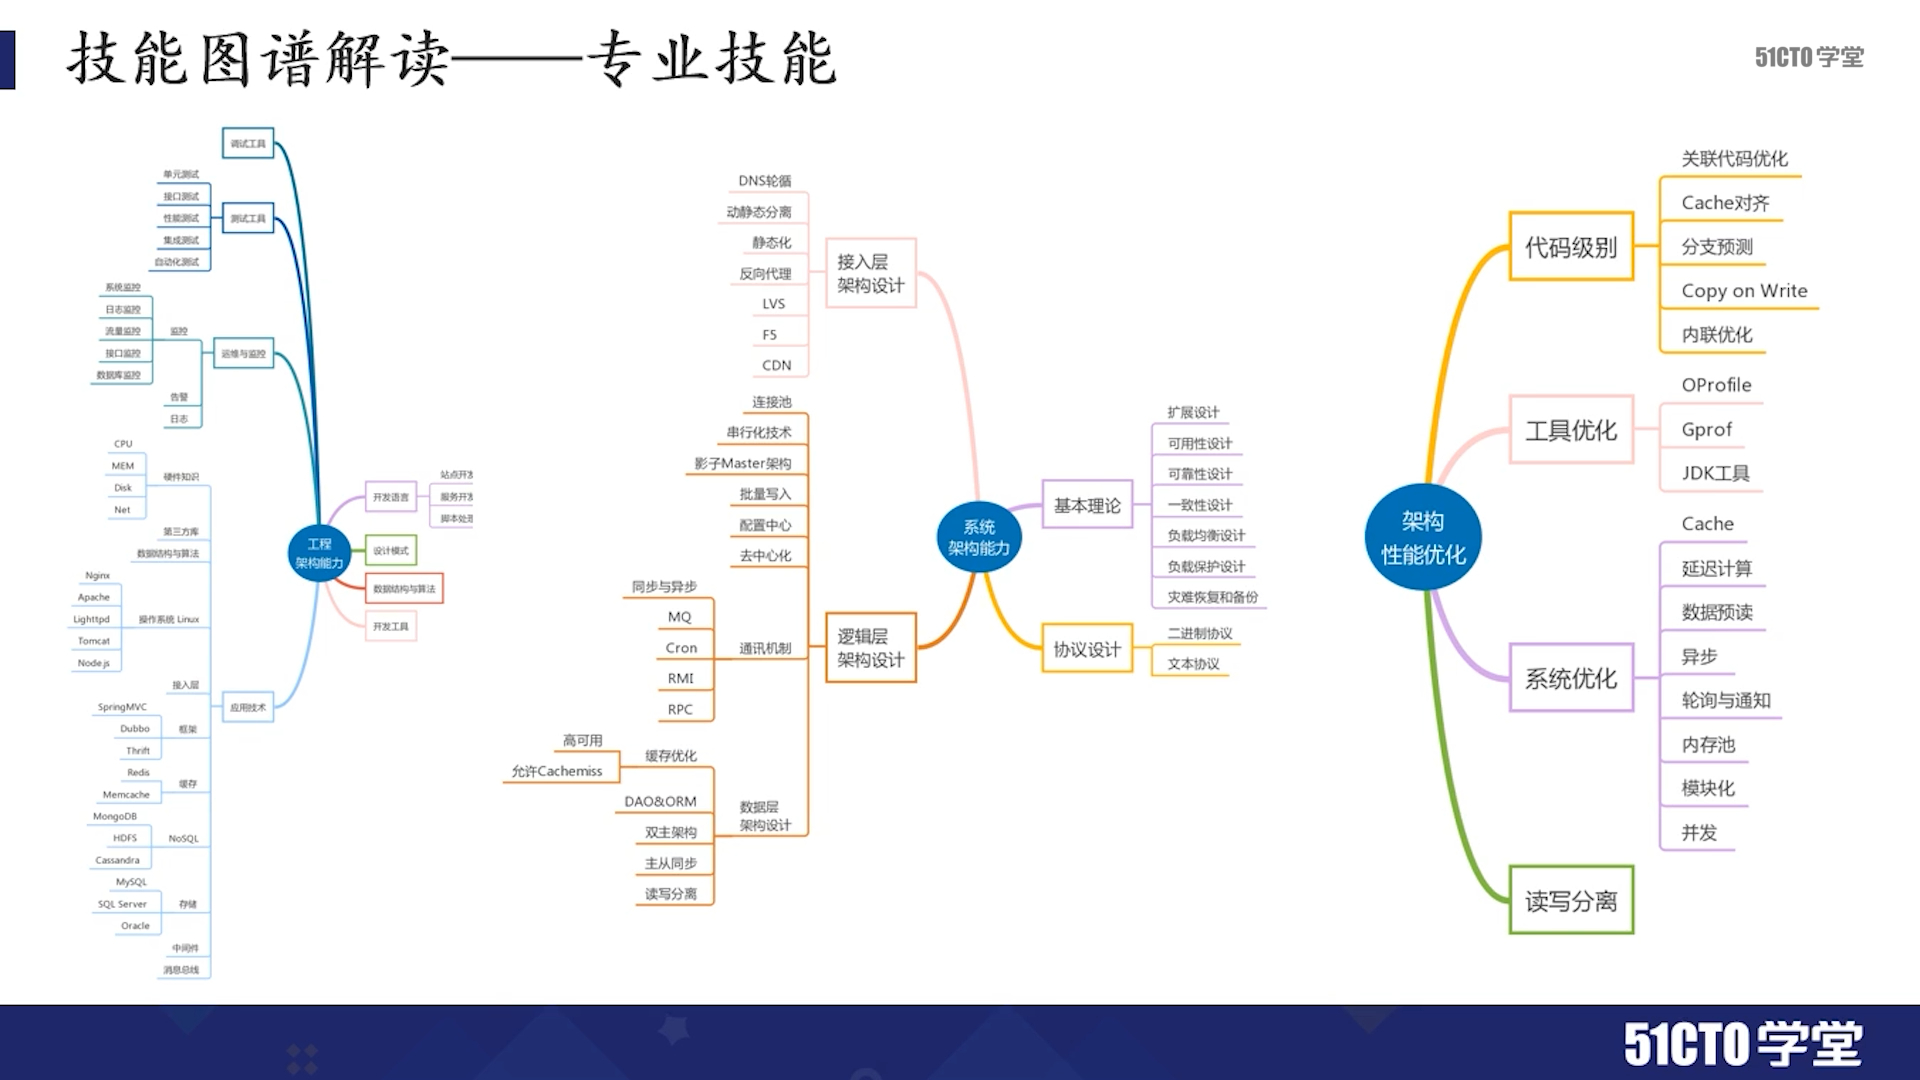 技能图谱解读——专业技能
51CTO学堂
调试工具
单元测试
接口测试
性能测试
集成测试
自动化测试
测试工具
系统监控
日志监控
流量监控
接口监控
数据库监控
监控
告警
日志
运维与监控
CPU
MEM
Disk
Net
硬件知识
第三方库
数据结构与算法
Nginx
Apache
Lighttpd
Tomcat
Node.js
操作系统 Linux
接入层
SpringMVC
Dubbo
Thrift
框架
Redis
Memcache
缓存
MongoDB
HDFS
Cassandra
NoSQL
MySQL
SQL Server
Oracle
存储
中间件
消息总线
应用技术
工程
架构能力
开发语言
站点开发
服务开发
脚本处理
设计模式
数据结构与算法
开发工具
DNS轮循
动静态分离
静态化
反向代理
LVS
F5
CDN
接入层
架构设计
连接池
串行化技术
影子Master架构
批量写入
配置中心
去中心化
同步与异步
MQ
Cron
RMI
RPC
通讯机制
高可用
允许Cachemiss
缓存优化
DAO&ORM
双主架构
主从同步
读写分离
数据层
架构设计
逻辑层
架构设计
系统
架构能力
基本理论
扩展设计
可用性设计
可靠性设计
一致性设计
负载均衡设计
负载保护设计
灾难恢复和备份
协议设计
二进制协议
文本协议
架构
性能优化
代码级别
关联代码优化
Cache对齐
分支预测
Copy on Write
内联优化
工具优化
OProfile
Gprof
JDK工具
系统优化
Cache
延迟计算
数据预读
异步
轮询与通知
内存池
模块化
并发
读写分离
51CTO学堂